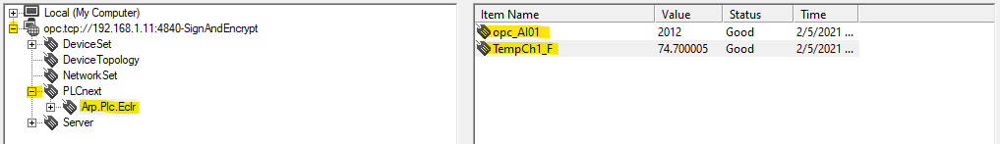 Local (My Computer)
opc.tcp://192.168.1.11:4840-SignAndEncrypt
DeviceSet
DeviceTopology
NetworkSet
PLCnext
Arp.Plc.Eclr
Server
Item Name Value Status Time
opc_AI01 2012 Good 2/5/2021 ...
TempCh1_F 74.700005 Good 2/5/2021 ...